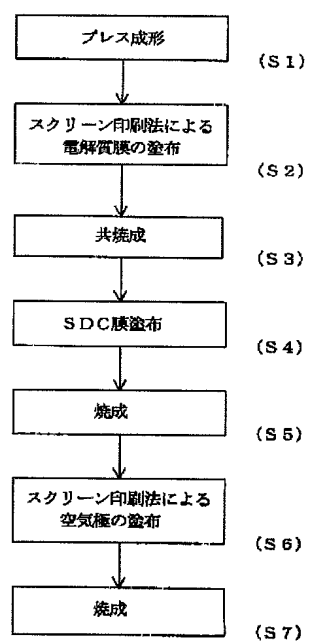 プレス成形
(S1)
スクリーン印刷法による
電解質膜の塗布
(S2)
共焼成
(S3)
SDC膜塗布
(S4)
焼成
(S5)
スクリーン印刷法による
空気極の塗布
(S6)
焼成
(S7)